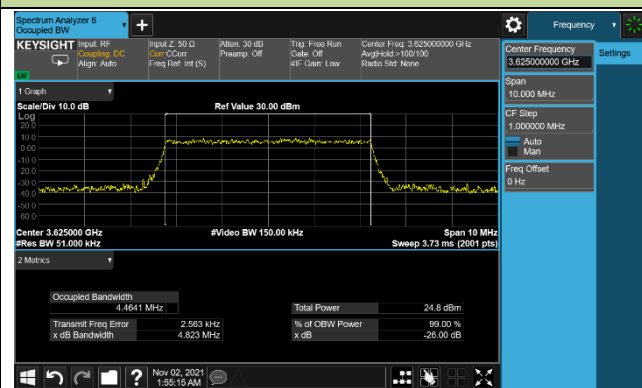 Spectrum Analyzer 6
Occupied BW
Frequency
KEYSIGHT
Input: RF
Coupling: DC
Align: Auto
Input Z: 50 Ω
Corr CCorr
Freq Ref: Int (S)
Atten: 30 dB
Preamp: Off
Trig: Free Run
Gate: Off
#IF Gain: Low
Center Freq: 3.625000000 GHz
Avg|Hold:>100/100
Radio Std: None
LXI
Center Frequency
3.625000000 GHz
Settings
Span
10.000 MHz
CF Step
1.000000 MHz
Auto
Man
Freq Offset
0 Hz
1 Graph
Scale/Div 10.0 dB
Ref Value 30.00 dBm
Log
20.0
10.0
0.00
-10.0
-20.0
-30.0
-40.0
-50.0
-60.0
Center 3.625000 GHz
#Video BW 150.00 kHz
Span 10 MHz
#Res BW 51.000 kHz
Sweep 3.73 ms (2001 pts)
2 Metrics
Occupied Bandwidth
4.4641 MHz
Total Power
24.8 dBm
Transmit Freq Error
2.563 kHz
% of OBW Power
99.00 %
x dB Bandwidth
4.823 MHz
x dB
-26.00 dB
?
Nov 02, 2021
1:55:15 AM